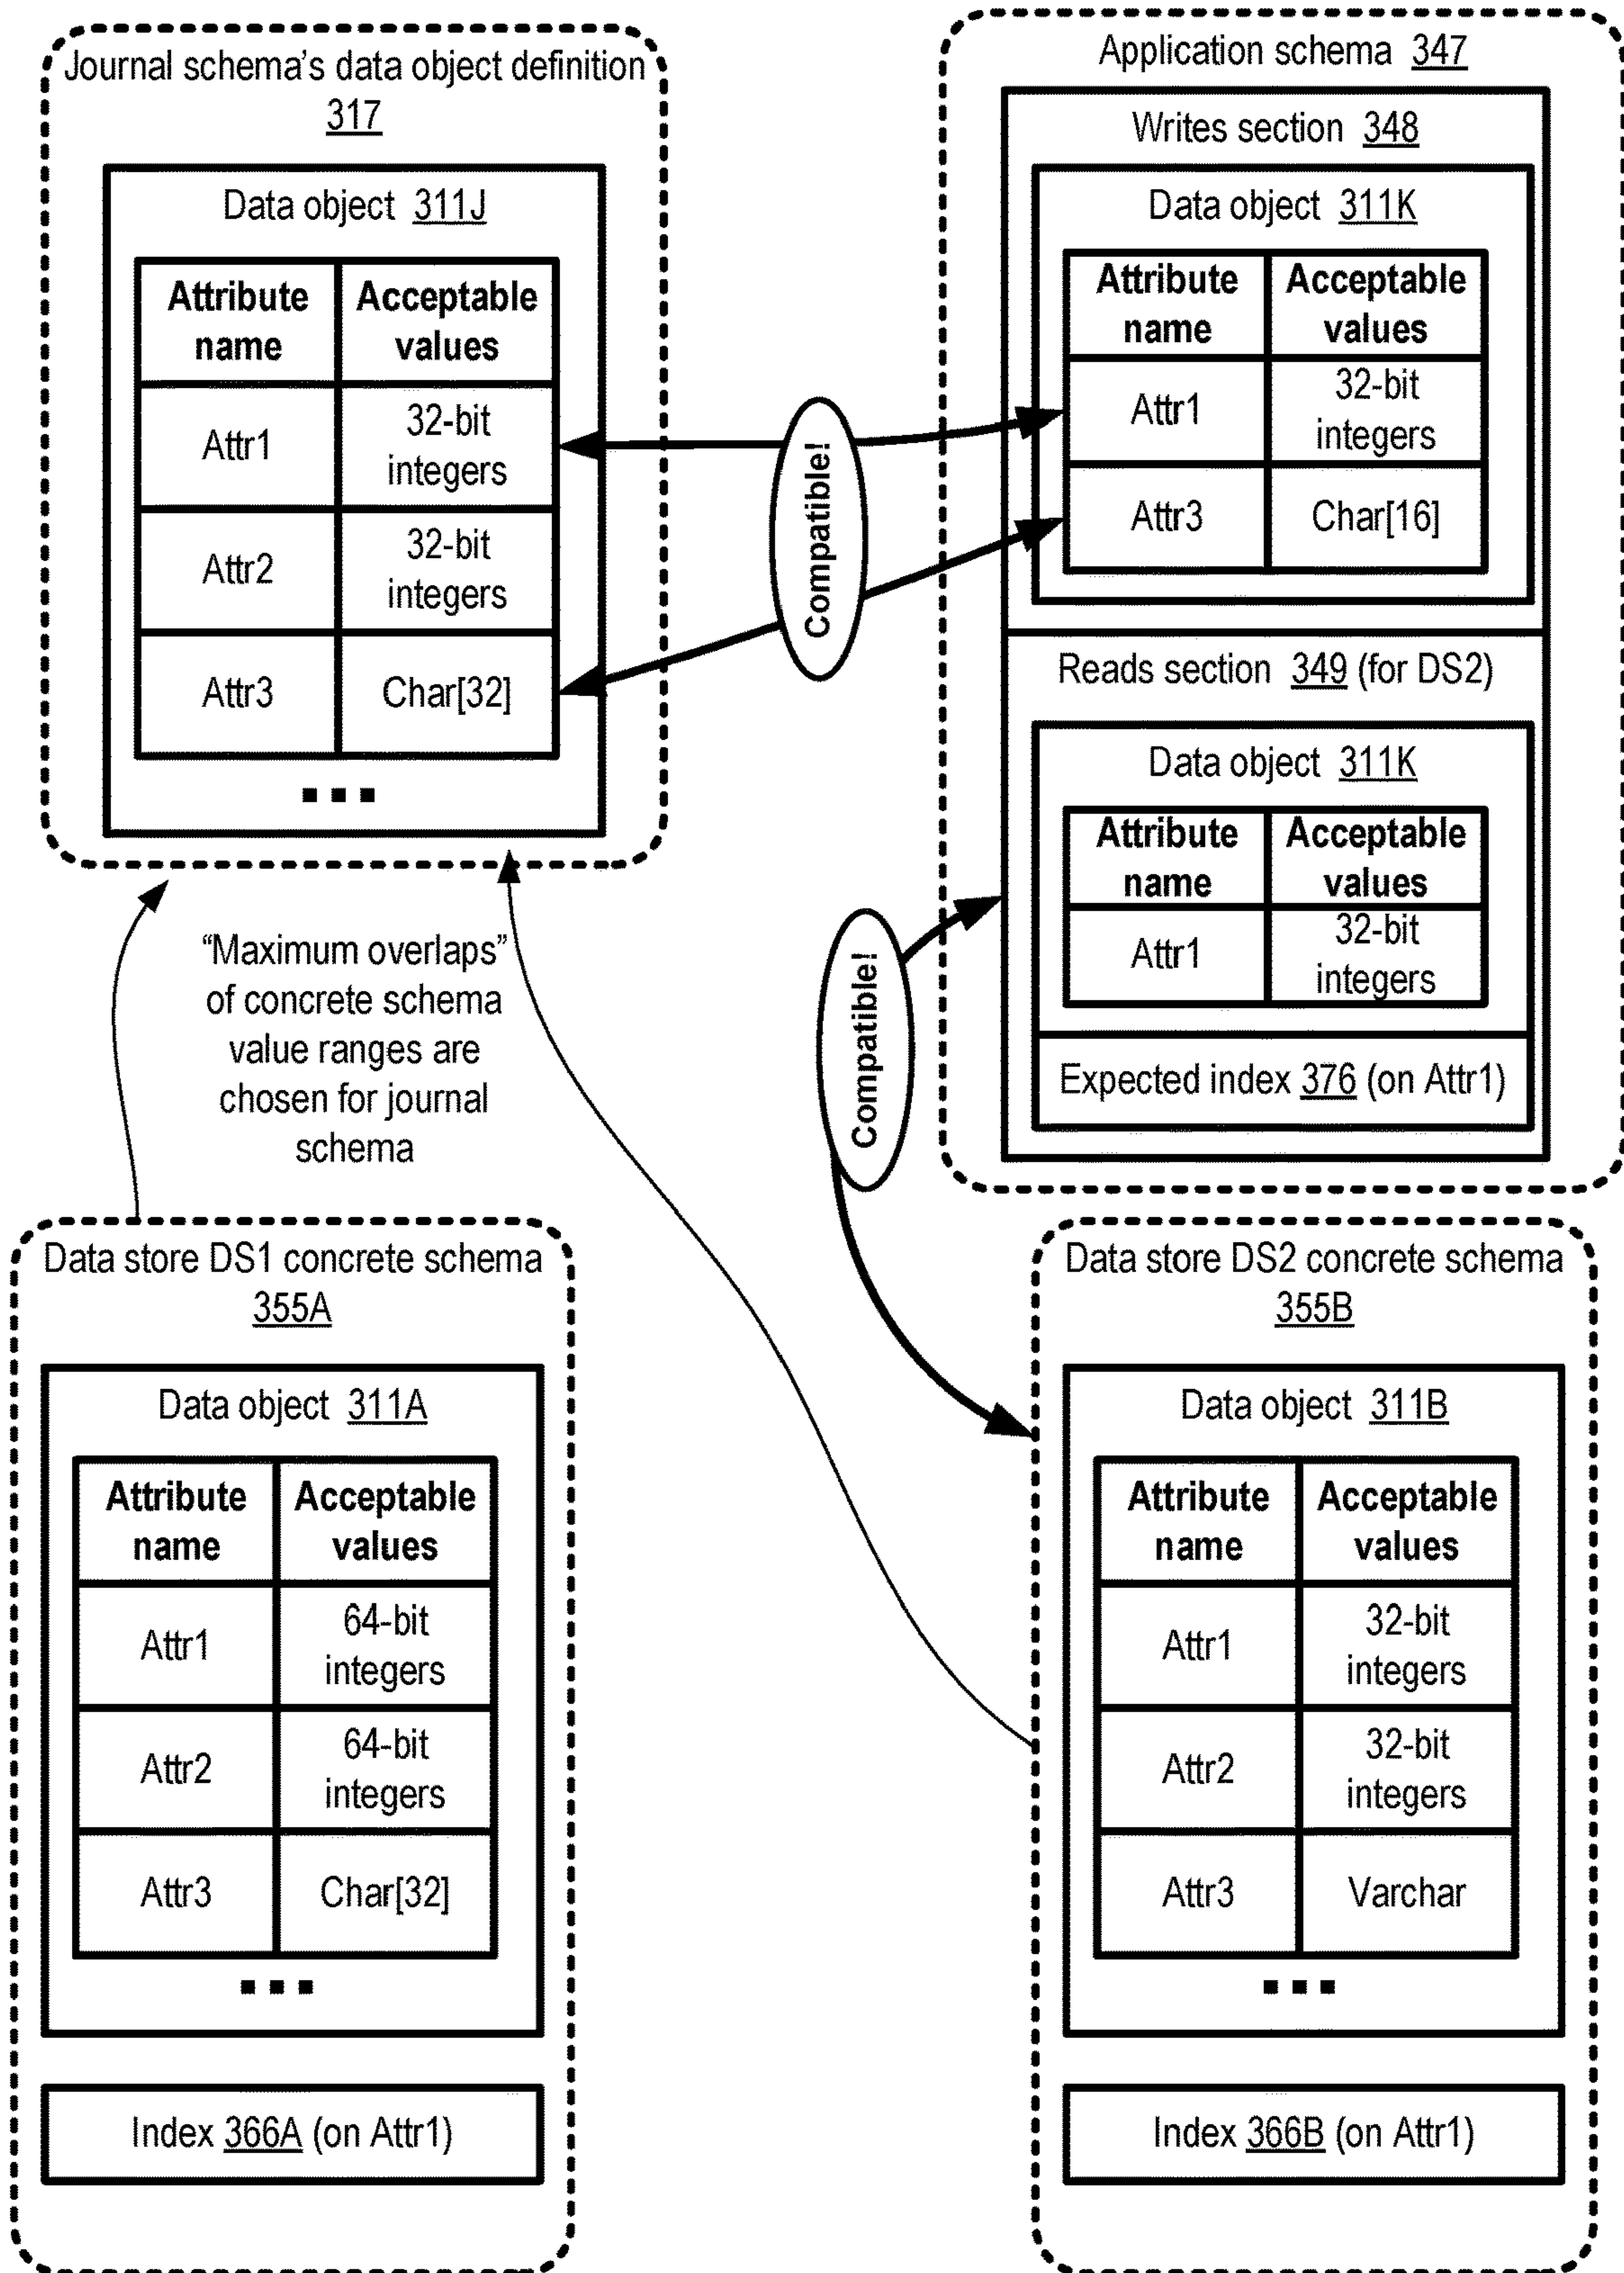 Journal schema's data object definition
317
Data object 311J
Attribute name
Acceptable values
Attr1
32-bit integers
Attr2
32-bit integers
Attr3
Char[32]
Application schema 347
Writes section 348
Data object 311K
Attribute name
Acceptable values
Attr1
32-bit integers
Attr3
Char[16]
Compatible!
Reads section 349 (for DS2)
Data object 311K
Attribute name
Acceptable values
Attr1
32-bit integers
Expected index 376 (on Attr1)
Compatible!
“Maximum overlaps”
of concrete schema
value ranges are
chosen for journal
schema
Data store DS1 concrete schema
355A
Data object 311A
Attribute name
Acceptable values
Attr1
64-bit integers
Attr2
64-bit integers
Attr3
Char[32]
Index 366A (on Attr1)
Data store DS2 concrete schema
355B
Data object 311B
Attribute name
Acceptable values
Attr1
32-bit integers
Attr2
32-bit integers
Attr3
Varchar
Index 366B (on Attr1)